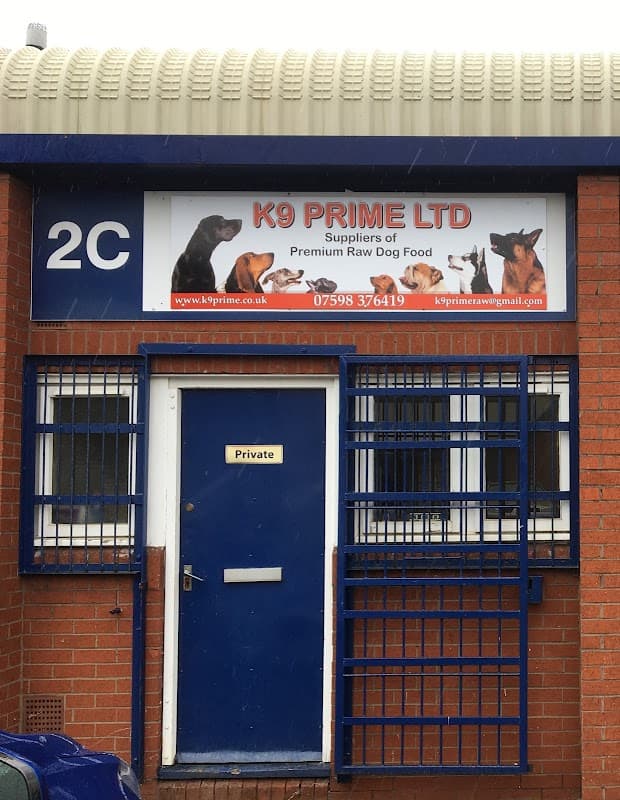 2C
K9 PRIME LTD
Suppliers of
Premium Raw Dog Food
www.k9prime.co.uk 07598 376419 k9primeraw@gmail.com
Private